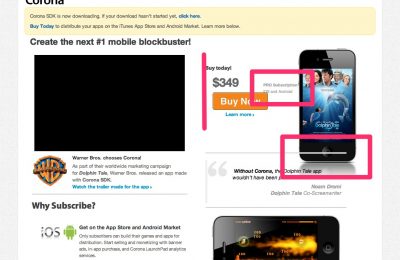 Corona
Corona SDK is now downloading. If your download hasn't started yet, click here.
Buy Today to distribute your apps on the iTunes App Store and Android Market. Learn more below.
Create the next #1 mobile blockbuster!
Buy today!
$349
PRO Subscription
iOS and Android
Buy Now
Learn more ›
Dolphin Tale
Warner Bros. chooses Corona!
As part of their worldwide marketing campaign
for Dolphin Tale, Warner Bros. released an app made
with Corona SDK.
Watch the trailer made for the app ›
Without Corona, the Dolphin Tale app
wouldn't have been
Noam Dromi
Dolphin Tale Co-Screenwriter
Why Subscribe?
iOS
Get on the App Store and Android Market
Only subscribers can build their games and apps for
distribution. Start selling and monetizing with banner
ads, in-app purchase, and Corona LaunchPad analytics
services.